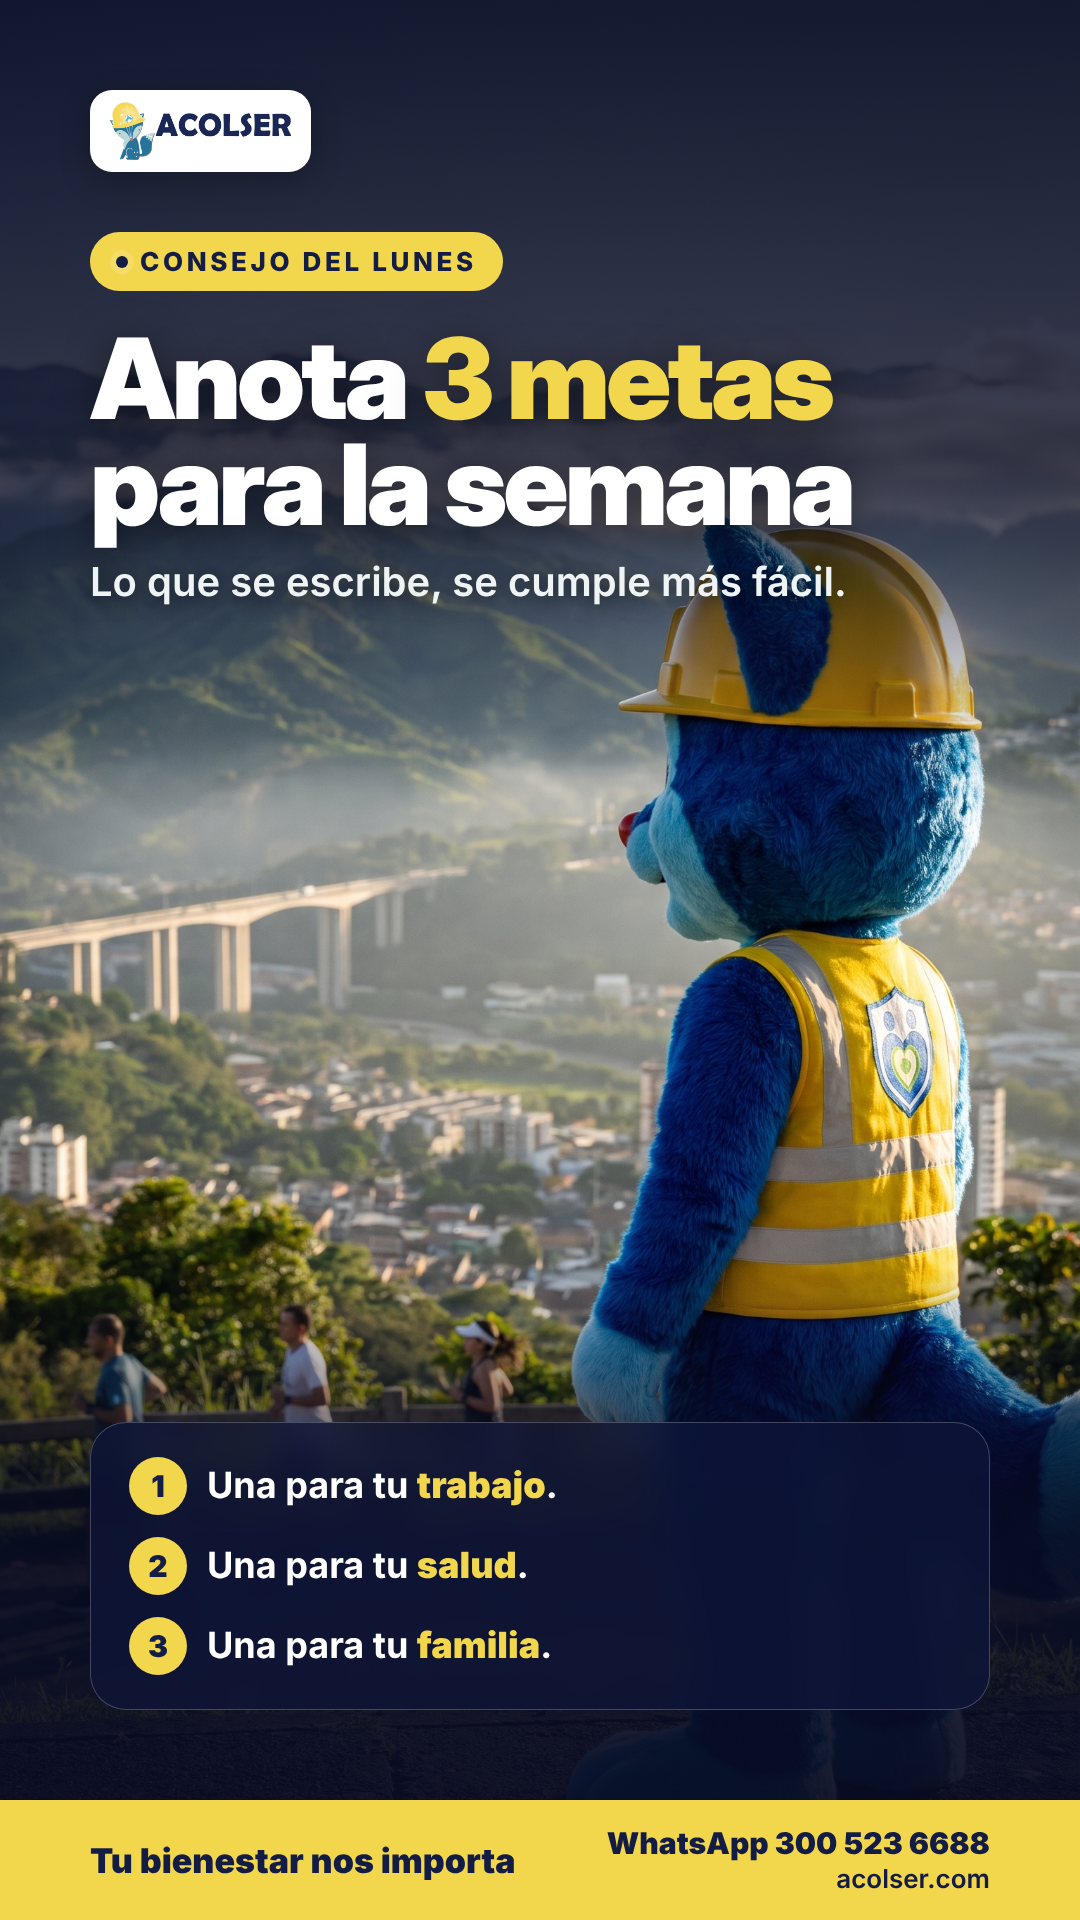 ACOLSER
CONSEJO DEL LUNES
Anota 3 metas
para la semana
Lo que se escribe, se cumple más fácil.
1 Una para tu trabajo.
2 Una para tu salud.
3 Una para tu familia.
Tu bienestar nos importa
WhatsApp 300 523 6688
acolser.com